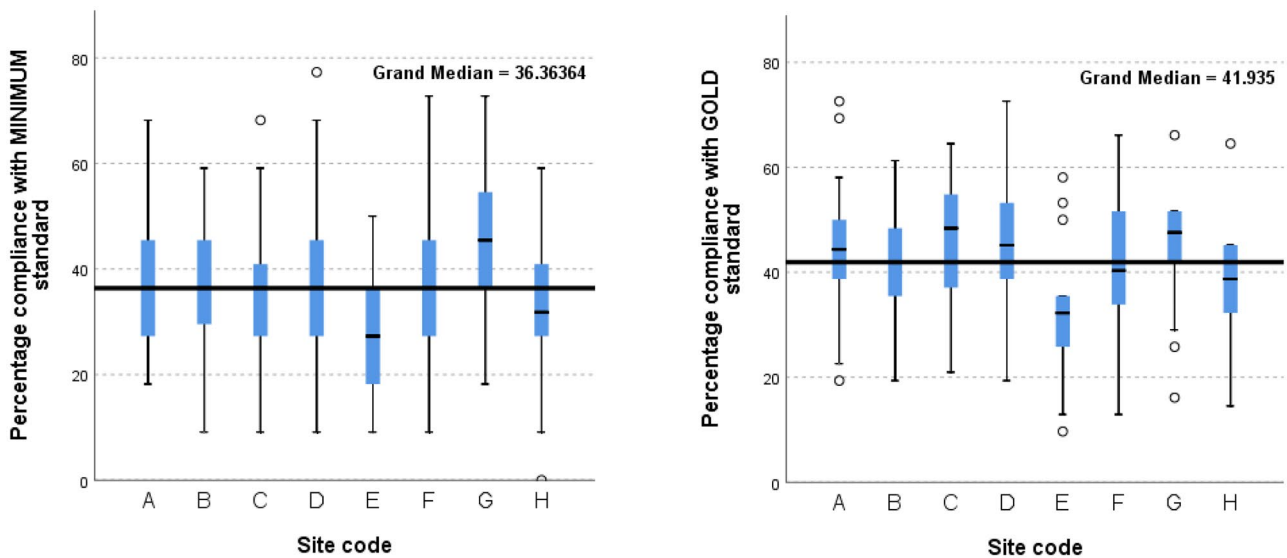 Percentage compliance with MINIMUM
standard
80
60
40
20
0
Grand Median = 36.36364
A B C D E F G H
Site code
Percentage compliance with GOLD
standard
80
60
40
20
0
Grand Median = 41.935
A B C D E F G H
Site code